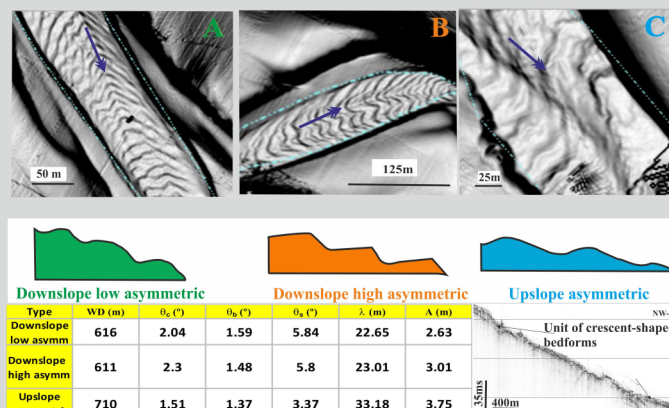 A
B
C
50 m
125m
25m
Downslope low asymmetric
Downslope high asymmetric
Upslope asymmetric
Type WD (m) θc (°) θb (°) θs (°) λ (m) A (m)
Downslope
low asymm 616 2.04 1.59 5.84 22.65 2.63
Downslope
high asymm 611 2.3 1.48 5.8 23.01 3.01
Upslope
710 1.51 1.37 3.37 33.18 3.75
NW-
Unit of crescent-shape
bedforms
35ms
400m